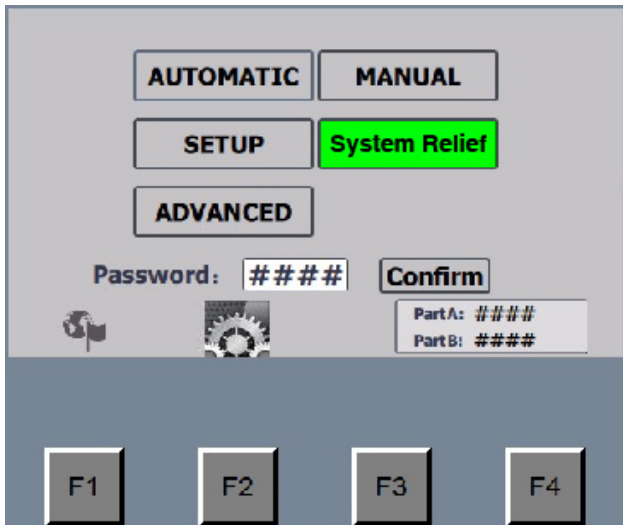 AUTOMATIC MANUAL
SETUP System Relief
ADVANCED
Password: #### Confirm
PartA: ####
PartB: ####
F1 F2 F3 F4